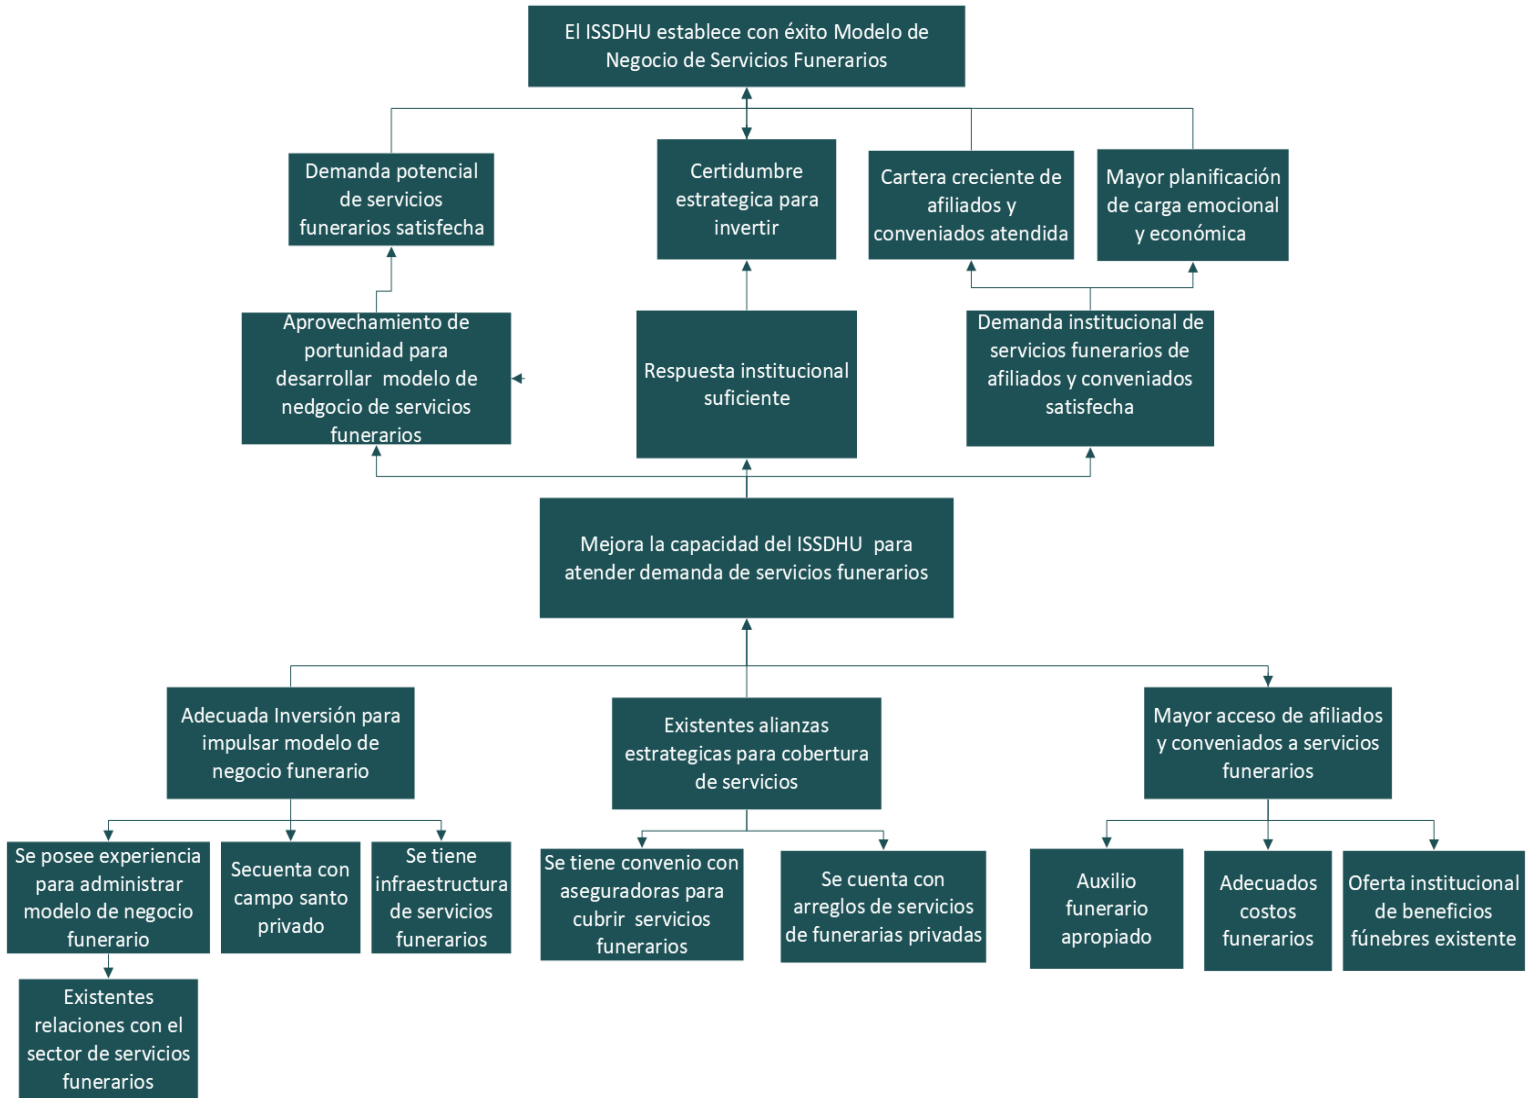 El ISSDHU establece con éxito Modelo de
Negocio de Servicios Funerarios
Demanda potencial
de servicios
funerarios satisfecha
Certidumbre
estrategica para
invertir
Cartera creciente de
afiliados y
conveniados atendida
Mayor planificación
de carga emocional
y económica
Aprovechamiento de
portunidad para
desarrollar modelo de
nedgocio de servicios
funerarios
Respuesta institucional
suficiente
Demanda institucional de
servicios funerarios de
afiliados y conveniados
satisfecha
Mejora la capacidad del ISSDHU para
atender demanda de servicios funerarios
Adecuada Inversión para
impulsar modelo de
negocio funerario
Existentes alianzas
estrategicas para cobertura
de servicios
Mayor acceso de afiliados
y conveniados a servicios
funerarios
Se posee experiencia
para administrar
modelo de negocio
funerario
Secuenta con
campo santo
privado
Se tiene
infraestructura
de servicios
funerarios
Se tiene convenio con
aseguradoras para
cubrir servicios
funerarios
Se cuenta con
arreglos de servicios
de funerarias privadas
Auxilio
funerario
apropiado
Adecuados
costos
funerarios
Oferta institucional
de beneficios
fúnebres existente
Existentes
relaciones con el
sector de servicios
funerarios